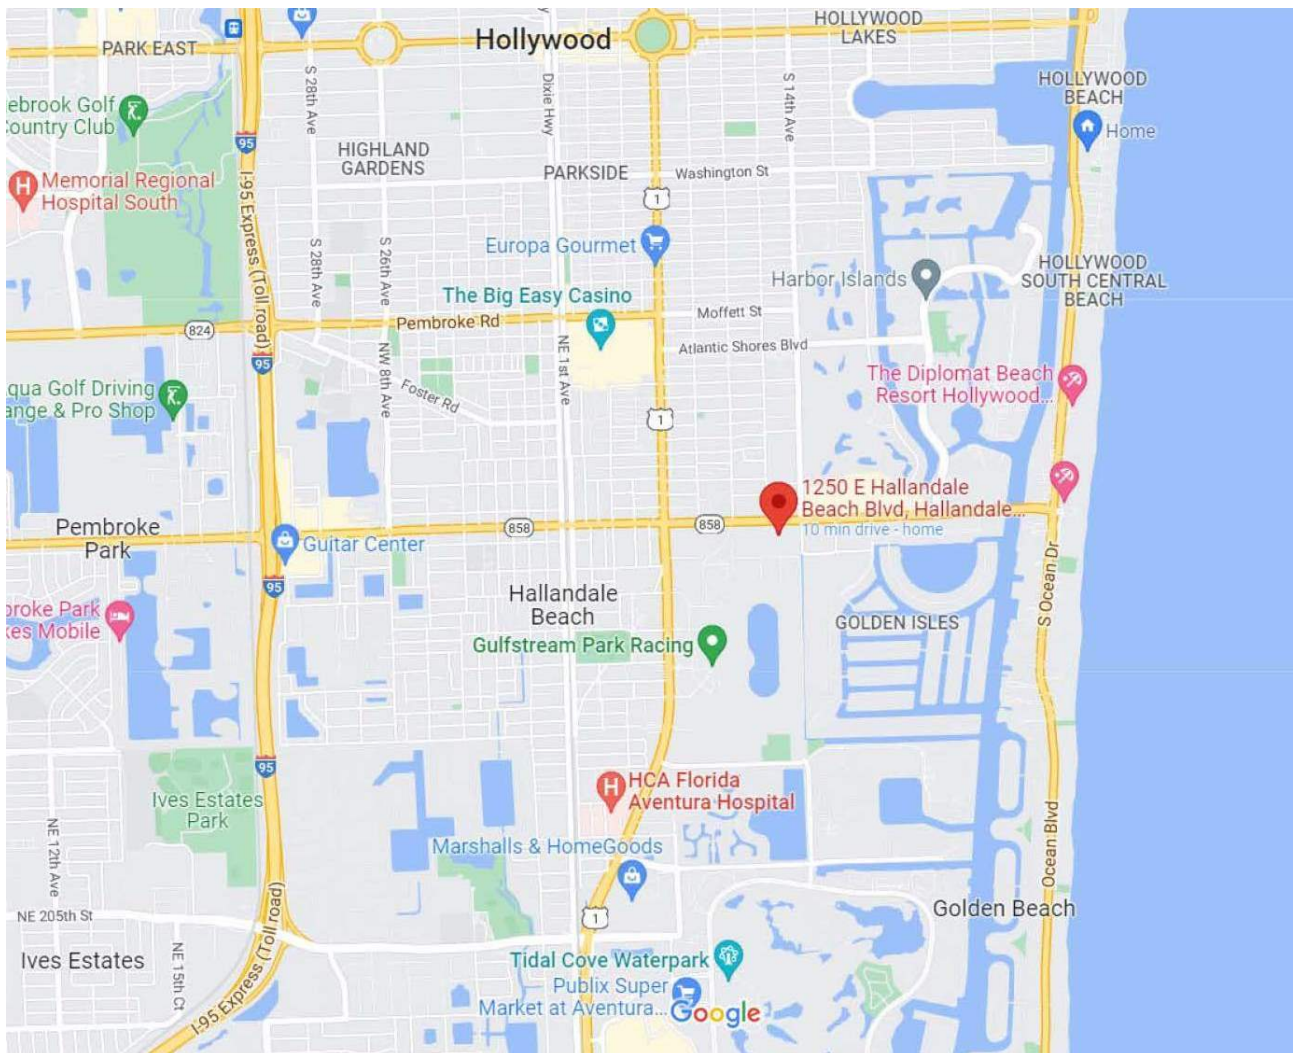 HOLLYWOOD
LAKES
Hollywood
PARK EAST
HOLLYWOOD
BEACH
Home
ebrook Golf
Country Club
95
S 28th Ave
Dixie Hwy
S 14th Ave
HIGHLAND
GARDENS
PARKSIDE
Washington St
Memorial Regional
Hospital South
1
I-95 Express (Toll road)
S 28th Ave
S 26th Ave
Europa Gourmet
Harbor Islands
HOLLYWOOD
SOUTH CENTRAL
BEACH
The Big Easy Casino
824
Pembroke Rd
Moffett St
Atlantic Shores Blvd
95
NW 8th Ave
NE 1st Ave
Foster Rd
qua Golf Driving
ange & Pro Shop
The Diplomat Beach
Resort Hollywood...
1
1250 E Hallandale
Beach Blvd, Hallandale...
10 min drive - home
858
858
Pembroke
Park
Guitar Center
95
S Ocean Dr
Hallandale
Beach
broke Park
kes Mobile
GOLDEN ISLES
Gulfstream Park Racing
95
HCA Florida
Aventura Hospital
Ives Estates
Park
NE 12th Ave
Marshalls & HomeGoods
Ocean Blvd
NE 205th St
1
Golden Beach
Ives Estates
NE 15th Ct
I-95 Express (Toll road)
Tidal Cove Waterpark
Publix Super
Market at Aventura...
Google